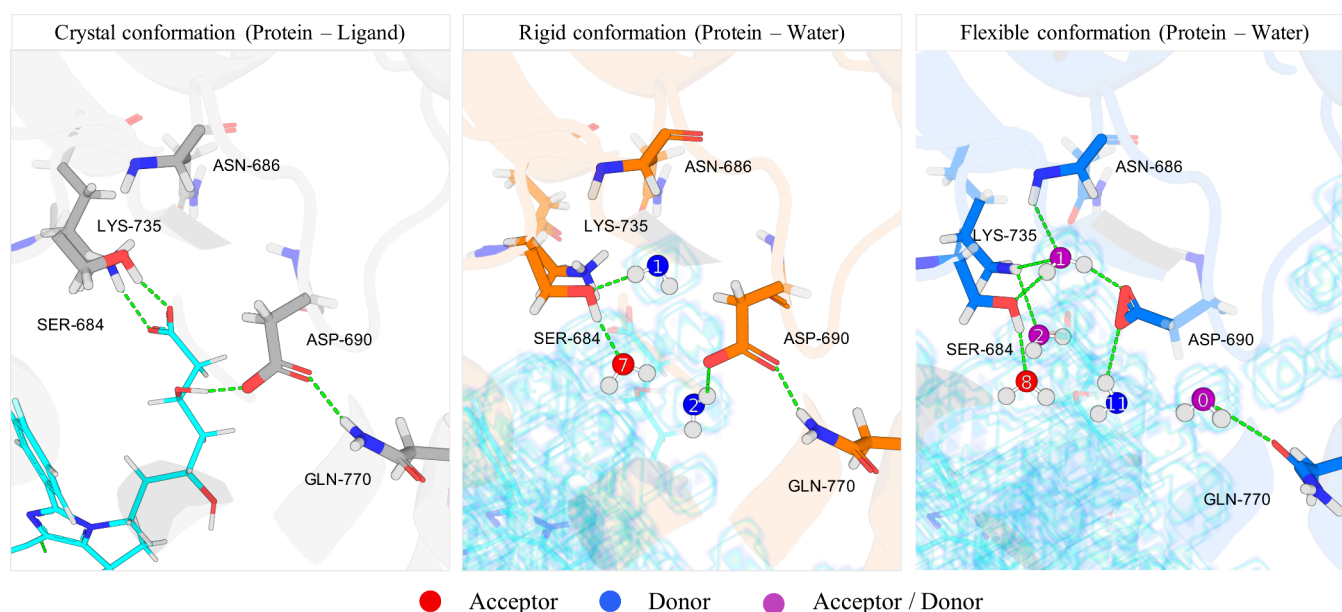 Crystal conformation (Protein – Ligand)
Rigid conformation (Protein – Water)
Flexible conformation (Protein – Water)
ASN-686
LYS-735
SER-684
ASP-690
GLN-770
ASN-686
LYS-735
1
SER-684
ASP-690
7
2
GLN-770
ASN-686
LYS-735
1
SER-684
2
ASP-690
8
11
0
GLN-770
Acceptor
Donor
Acceptor / Donor